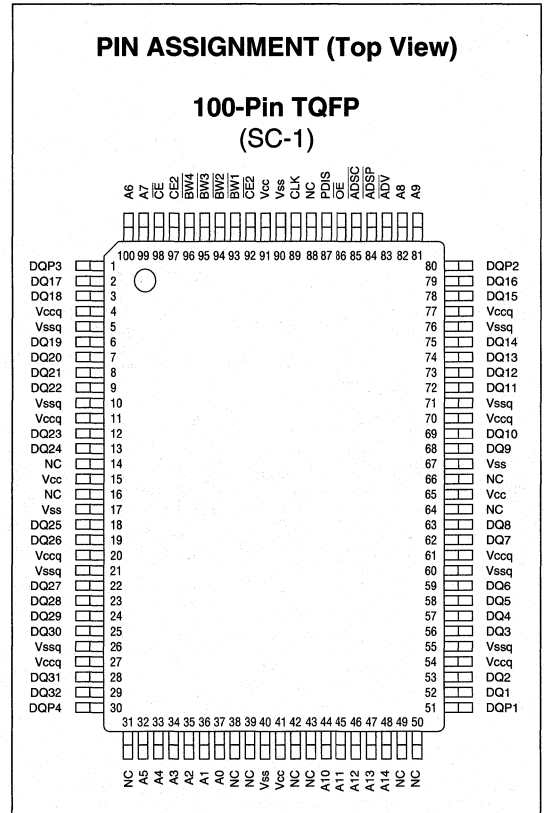 PIN ASSIGNMENT (Top View)
100-Pin TQFP
(SC-1)
A6 A7 C̅E̅ CE2 B̅W̅4̅ B̅W̅3̅ B̅W̅2̅ B̅W̅1̅ C̅E̅2̅ Vcc Vss CLK NC PDIS O̅E̅ A̅D̅S̅C̅ A̅D̅S̅P̅ A̅D̅V̅ A8 A9
100 99 98 97 96 95 94 93 92 91 90 89 88 87 86 85 84 83 82 81
DQP3 1 80 DQP2
DQ17 2 79 DQ16
DQ18 3 78 DQ15
Vccq 4 77 Vccq
Vssq 5 76 Vssq
DQ19 6 75 DQ14
DQ20 7 74 DQ13
DQ21 8 73 DQ12
DQ22 9 72 DQ11
Vssq 10 71 Vssq
Vccq 11 70 Vccq
DQ23 12 69 DQ10
DQ24 13 68 DQ9
NC 14 67 Vss
Vcc 15 66 NC
NC 16 65 Vcc
Vss 17 64 NC
DQ25 18 63 DQ8
DQ26 19 62 DQ7
Vccq 20 61 Vccq
Vssq 21 60 Vssq
DQ27 22 59 DQ6
DQ28 23 58 DQ5
DQ29 24 57 DQ4
DQ30 25 56 DQ3
Vssq 26 55 Vssq
Vccq 27 54 Vccq
DQ31 28 53 DQ2
DQ32 29 52 DQ1
DQP4 30 51 DQP1
31 32 33 34 35 36 37 38 39 40 41 42 43 44 45 46 47 48 49 50
NC A5 A4 A3 A2 A1 A0 NC NC Vss Vcc NC NC A10 A11 A12 A13 A14 NC NC